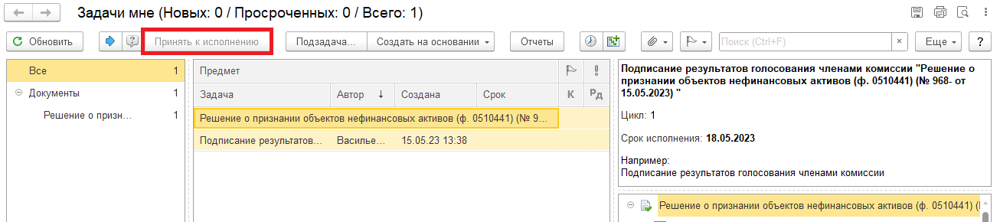 Задачи мне (Новых: 0 / Просроченных: 0 / Всего: 1)
Обновить Принять к исполнению Подзадача... Создать на основании Отчеты Поиск (Ctrl+F) × Еще ?
Все 1
Документы 1
Решение о призн... 1
Предмет
Задача Автор ↓ Создана Срок К Рд
Решение о признании объектов нефинансовых активов (ф. 0510441) (№ 9...
Подписание результатов... Василье... 15.05.23 13:38
Подписание результатов голосования членами комиссии "Решение о
признании объектов нефинансовых активов (ф. 0510441) (№ 968- от
15.05.2023) "
Цикл: 1
Срок исполнения: 18.05.2023
Например:
Подписание результатов голосования членами комиссии
Решение о признании объектов нефинансовых активов (ф. 0510441) (